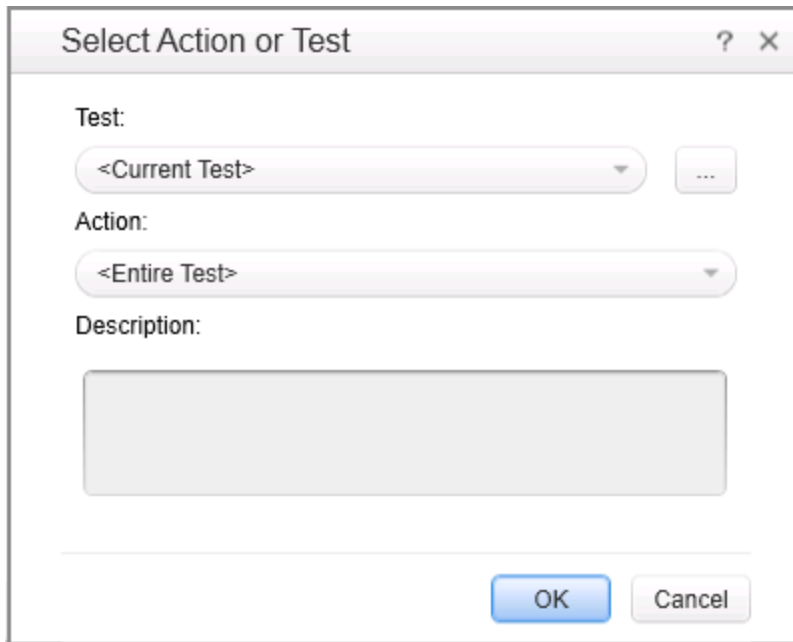 Select Action or Test ? ×
Test:
<Current Test> ...
Action:
<Entire Test>
Description:
OK Cancel